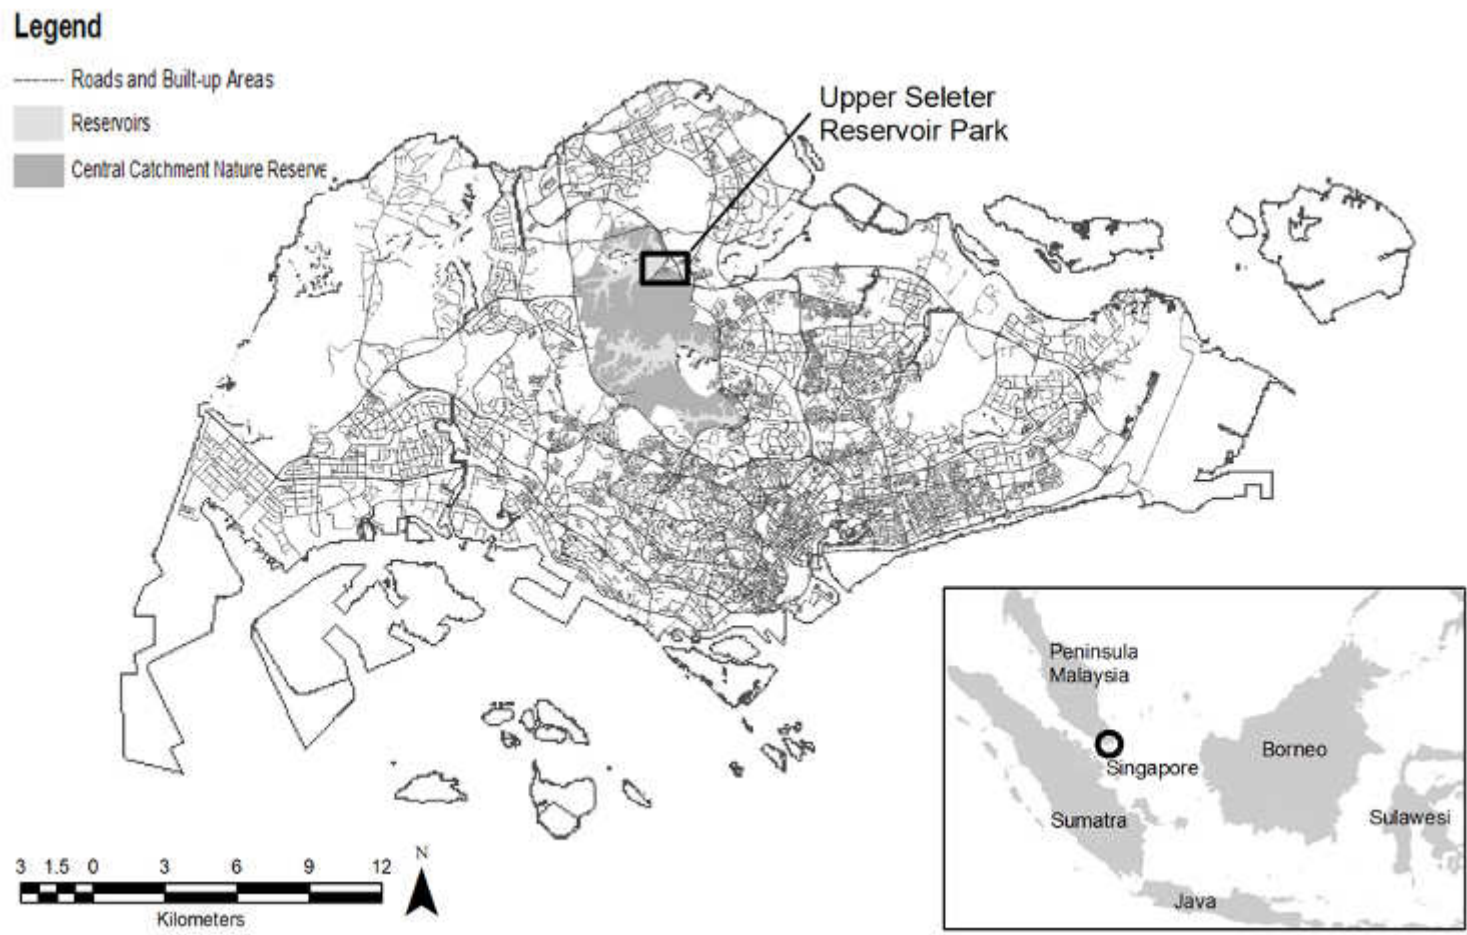 Legend
Roads and Built-up Areas
Reservoirs
Central Catchment Nature Reserve
Upper Seleter
Reservoir Park
Peninsula
Malaysia
Singapore
Borneo
Sumatra
Sulawesi
Java
3 1.5 0 3 6 9 12
Kilometers
N